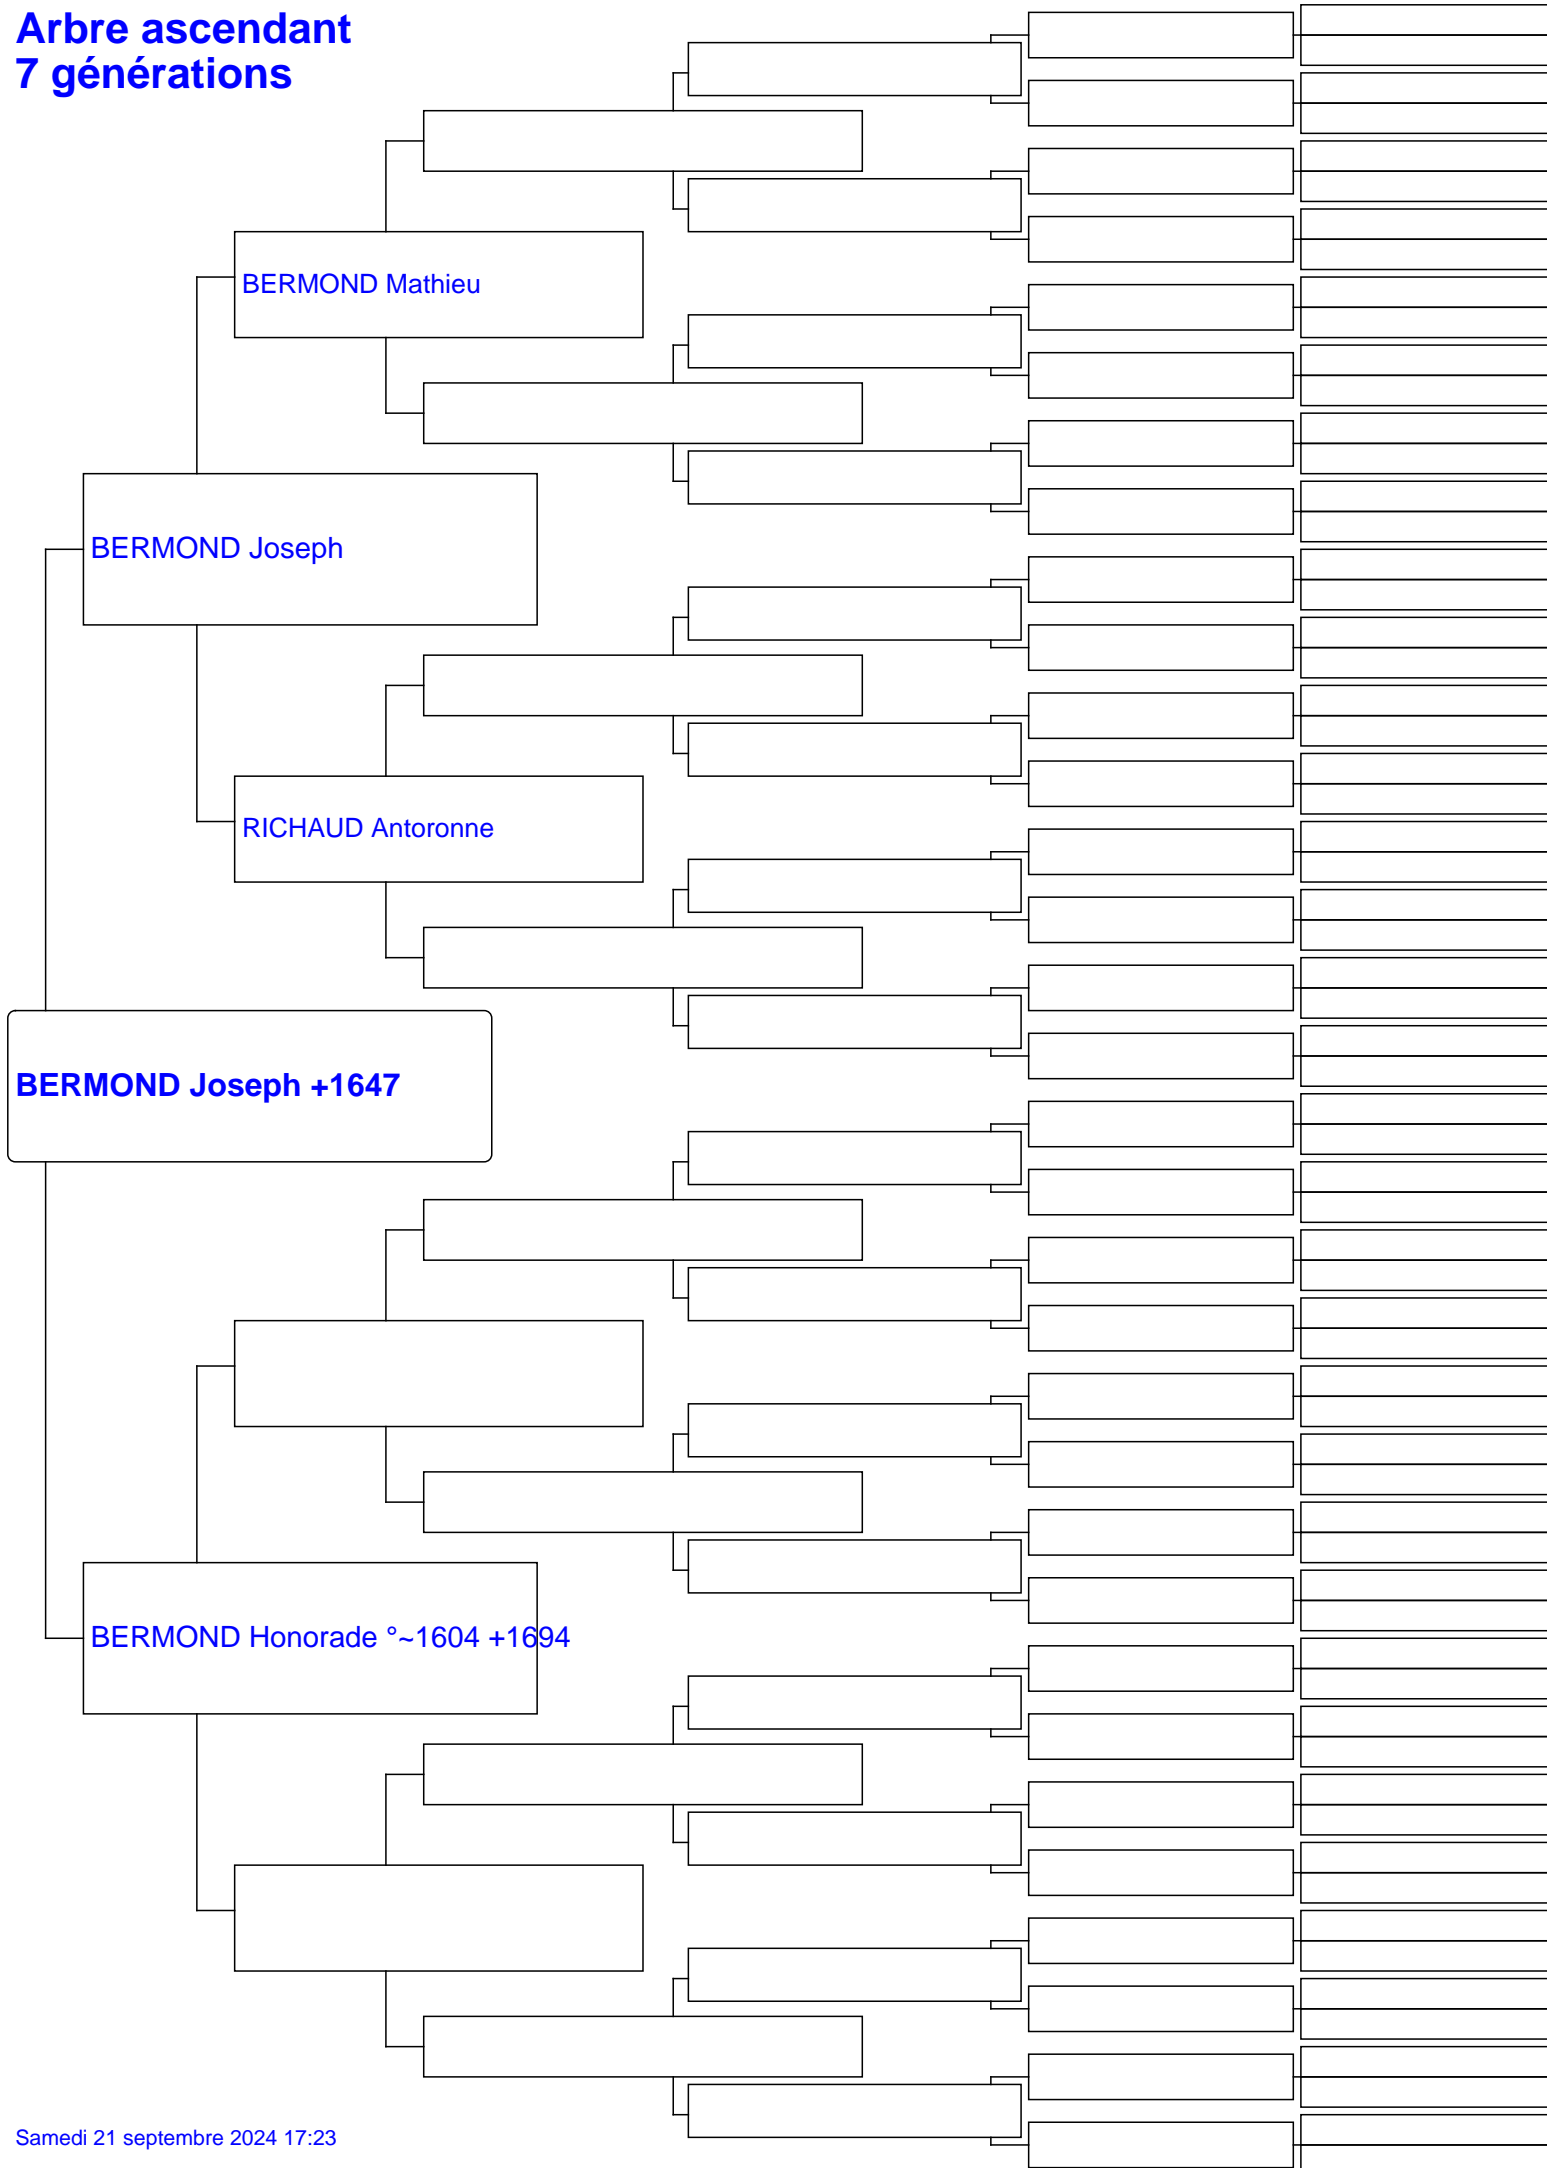 Arbre ascendant
7 générations
BERMOND Mathieu
BERMOND Joseph
RICHAUD Antoronne
BERMOND Joseph +1647
BERMOND Honorade °~1604 +1694
Samedi 21 septembre 2024 17:23